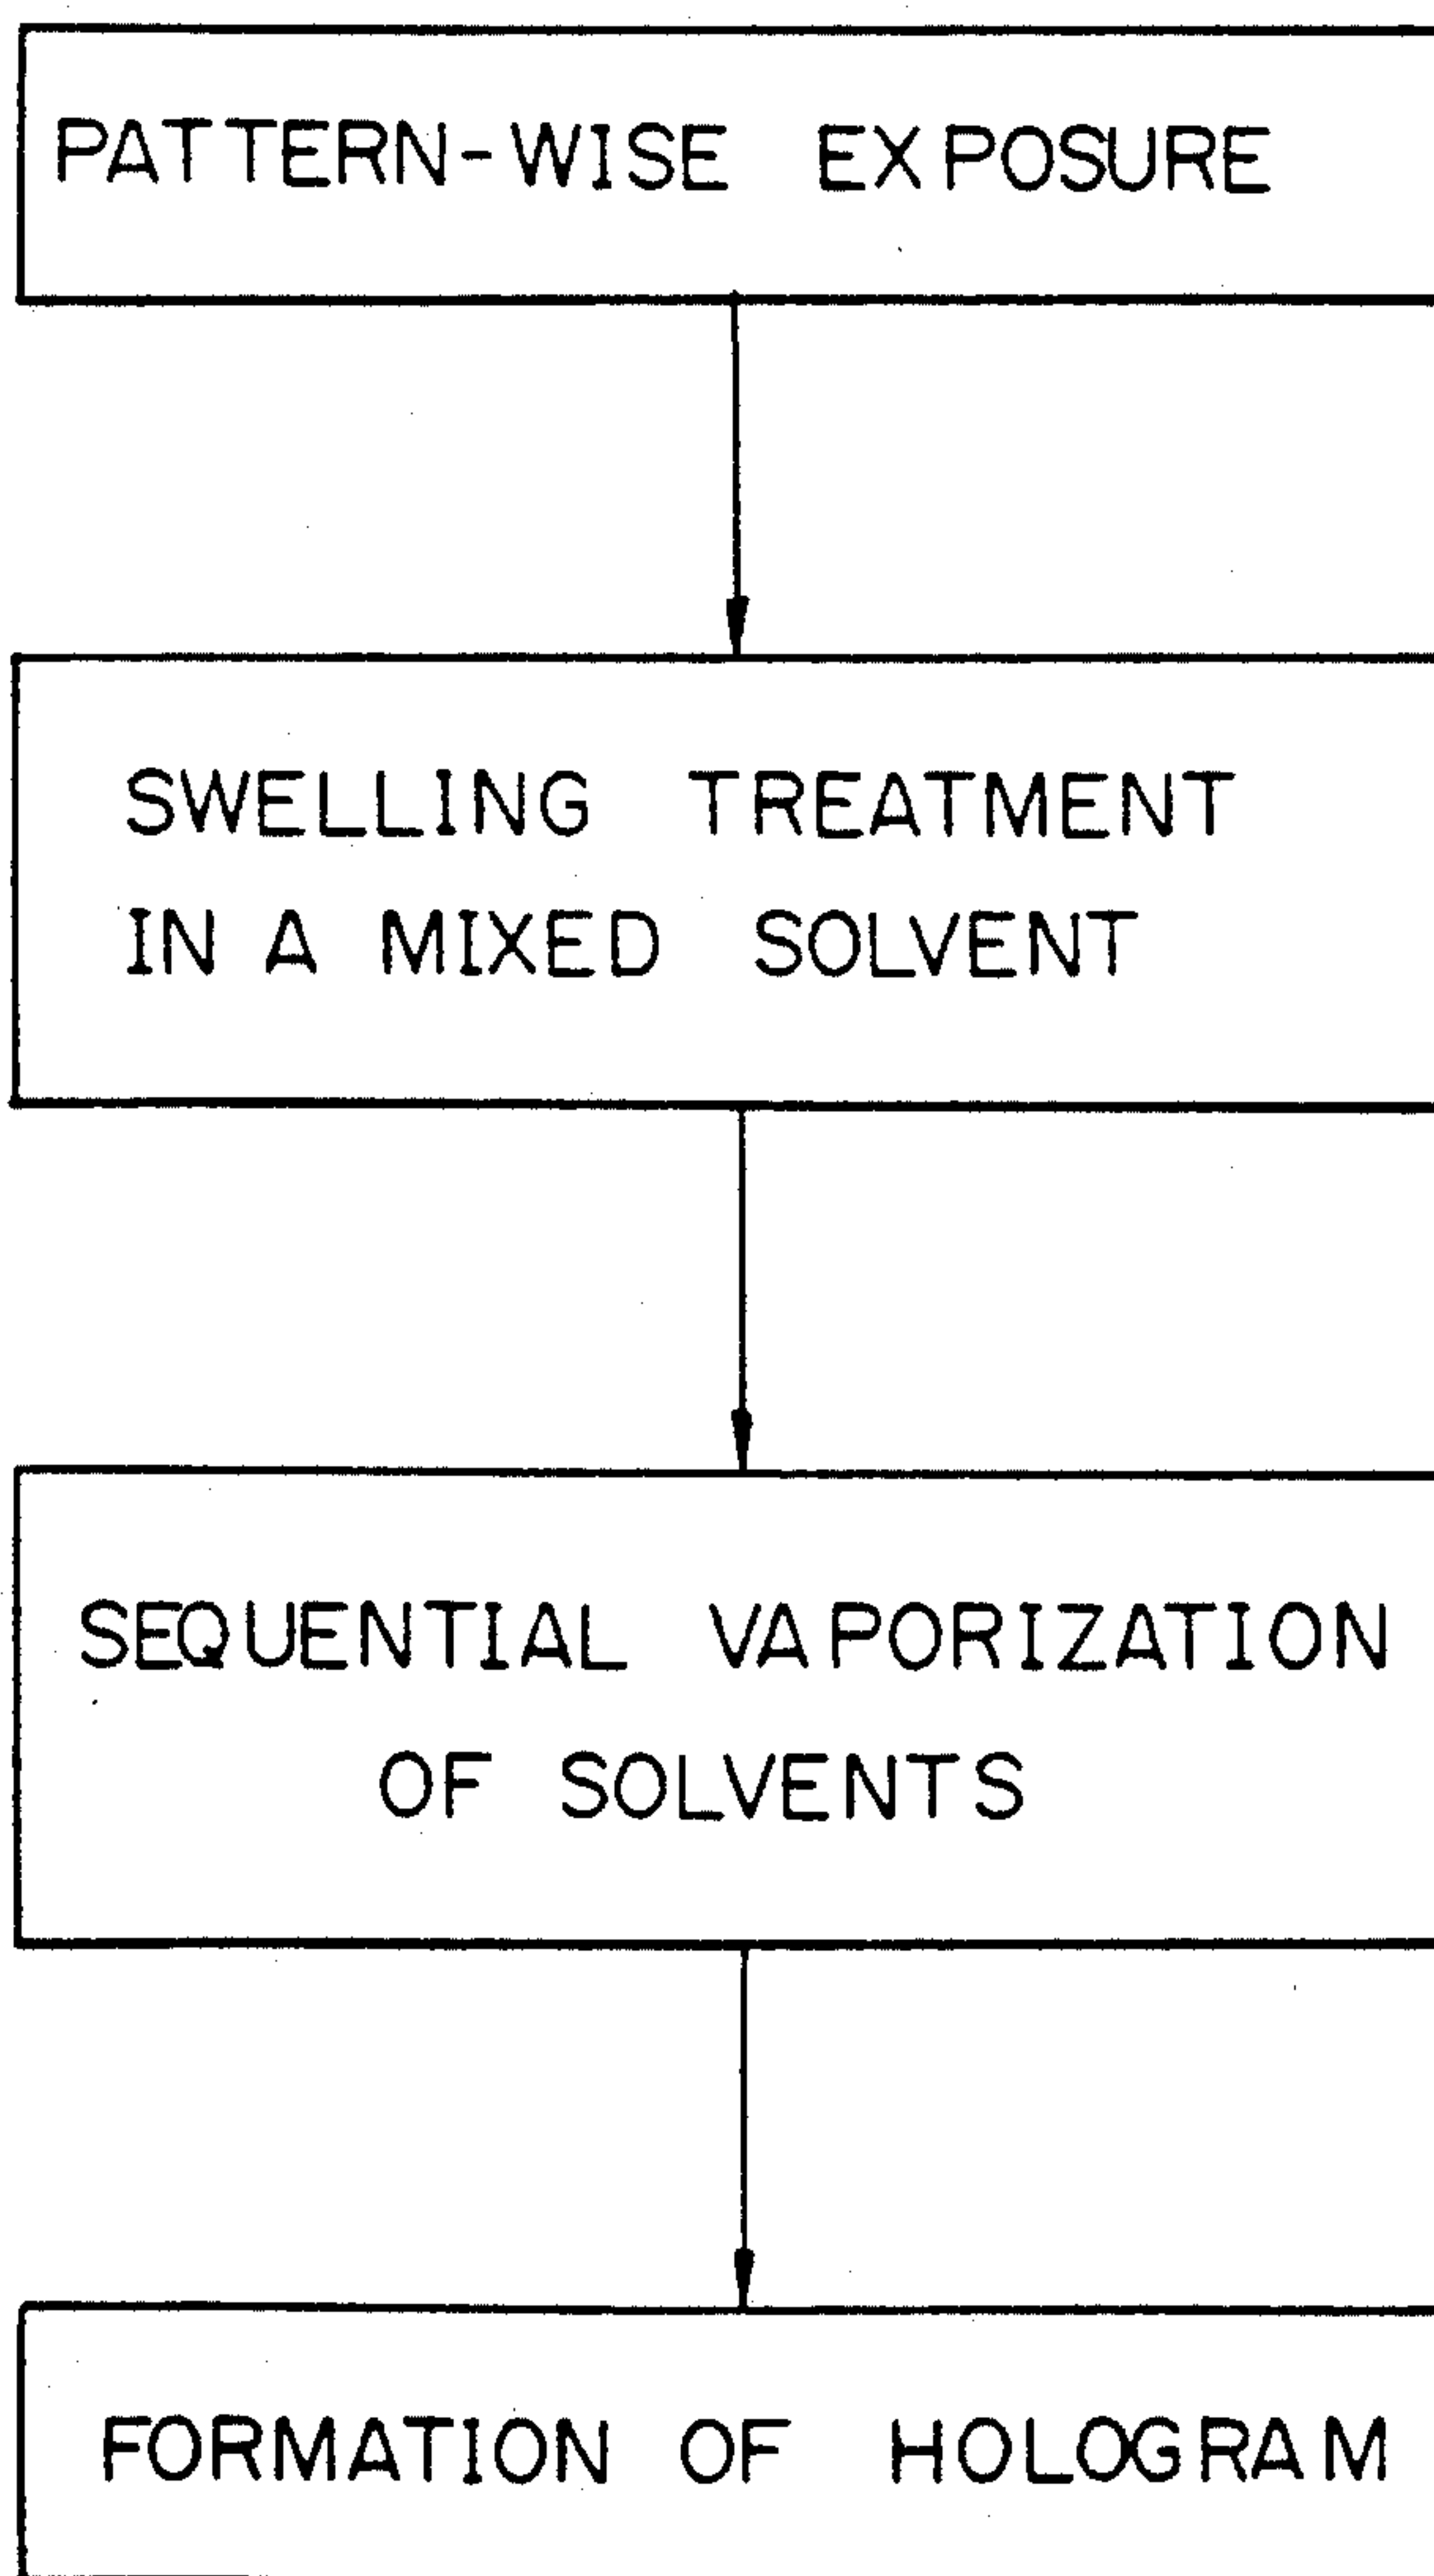 PATTERN-WISE EXPOSURE
SWELLING TREATMENT
IN A MIXED SOLVENT
SEQUENTIAL VAPORIZATION
OF SOLVENTS
FORMATION OF HOLOGRAM